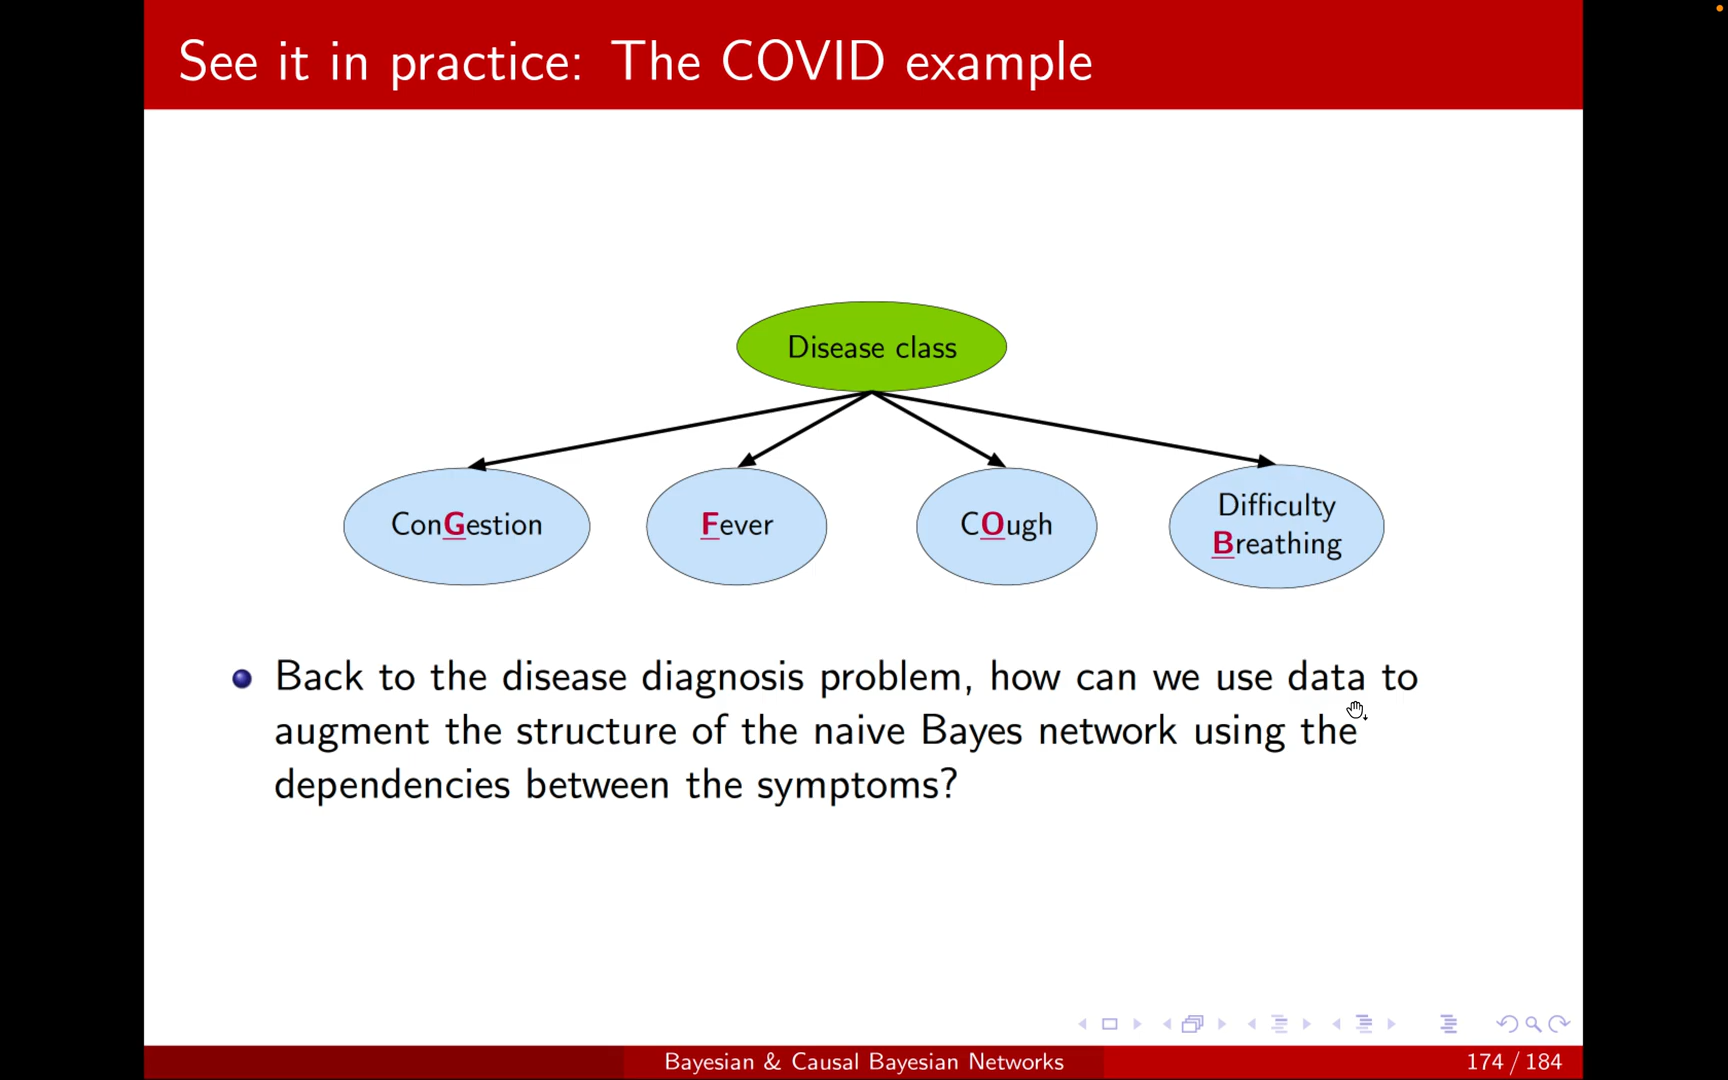 See it in practice: The COVID example
Disease class
ConGestion
Fever
COugh
Difficulty
Breathing
Back to the disease diagnosis problem, how can we use data to
augment the structure of the naive Bayes network using the
dependencies between the symptoms?
Bayesian & Causal Bayesian Networks
174 / 184